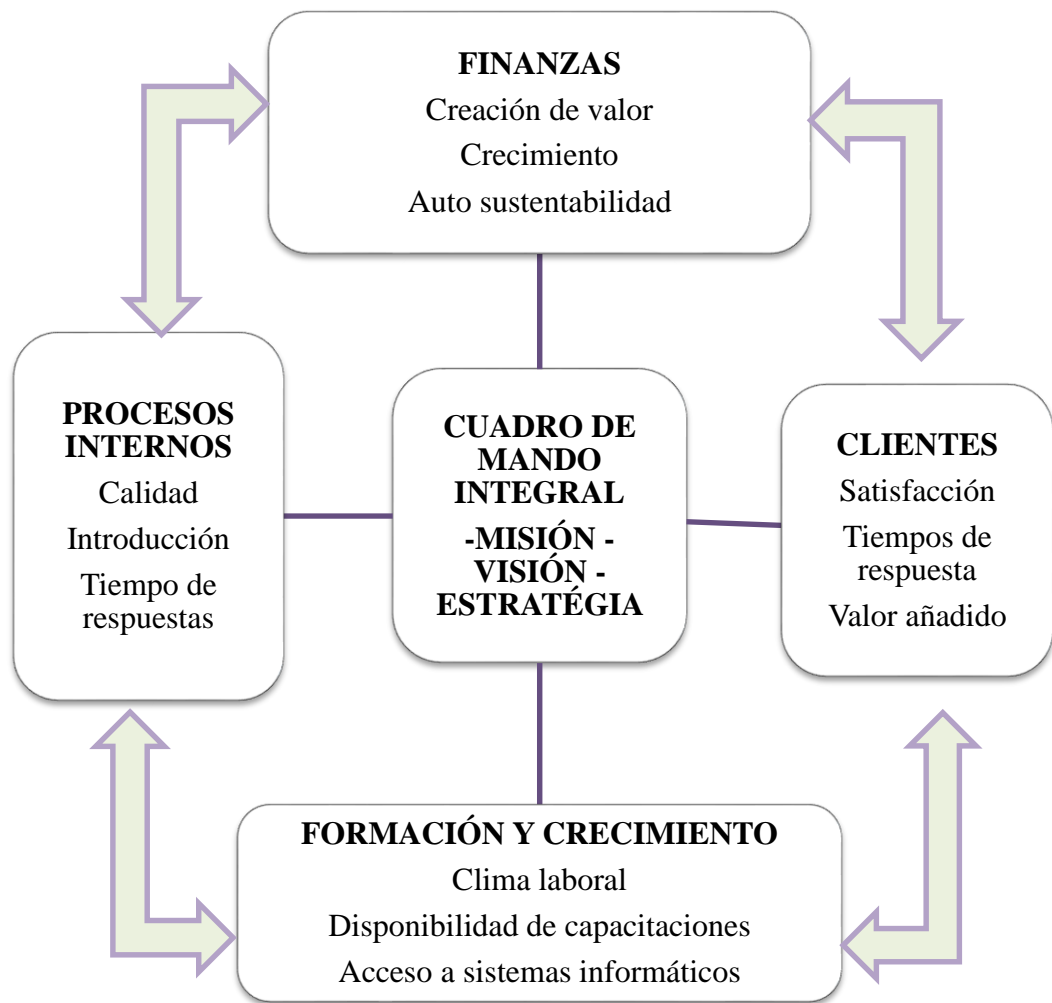 FINANZAS
Creación de valor
Crecimiento
Auto sustentabilidad
PROCESOS
INTERNOS
Calidad
Introducción
Tiempo de
respuestas
CUADRO DE
MANDO
INTEGRAL
-MISIÓN -
VISIÓN -
ESTRATÉGIA
CLIENTES
Satisfacción
Tiempos de
respuesta
Valor añadido
FORMACIÓN Y CRECIMIENTO
Clima laboral
Disponibilidad de capacitaciones
Acceso a sistemas informáticos